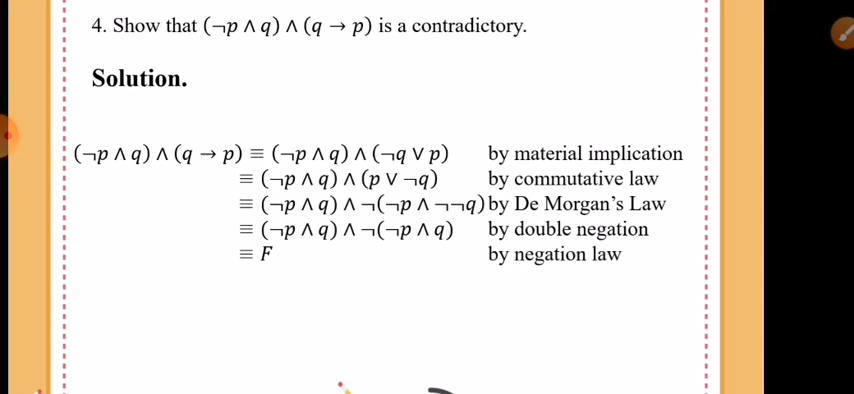 4. Show that (¬p ∧ q) ∧ (q → p) is a contradictory.
Solution.
(¬p ∧ q) ∧ (q → p) ≡ (¬p ∧ q) ∧ (¬q ∨ p) by material implication
≡ (¬p ∧ q) ∧ (p ∨ ¬q) by commutative law
≡ (¬p ∧ q) ∧ ¬(¬p ∧ ¬¬q) by De Morgan’s Law
≡ (¬p ∧ q) ∧ ¬(¬p ∧ q) by double negation
≡ F by negation law